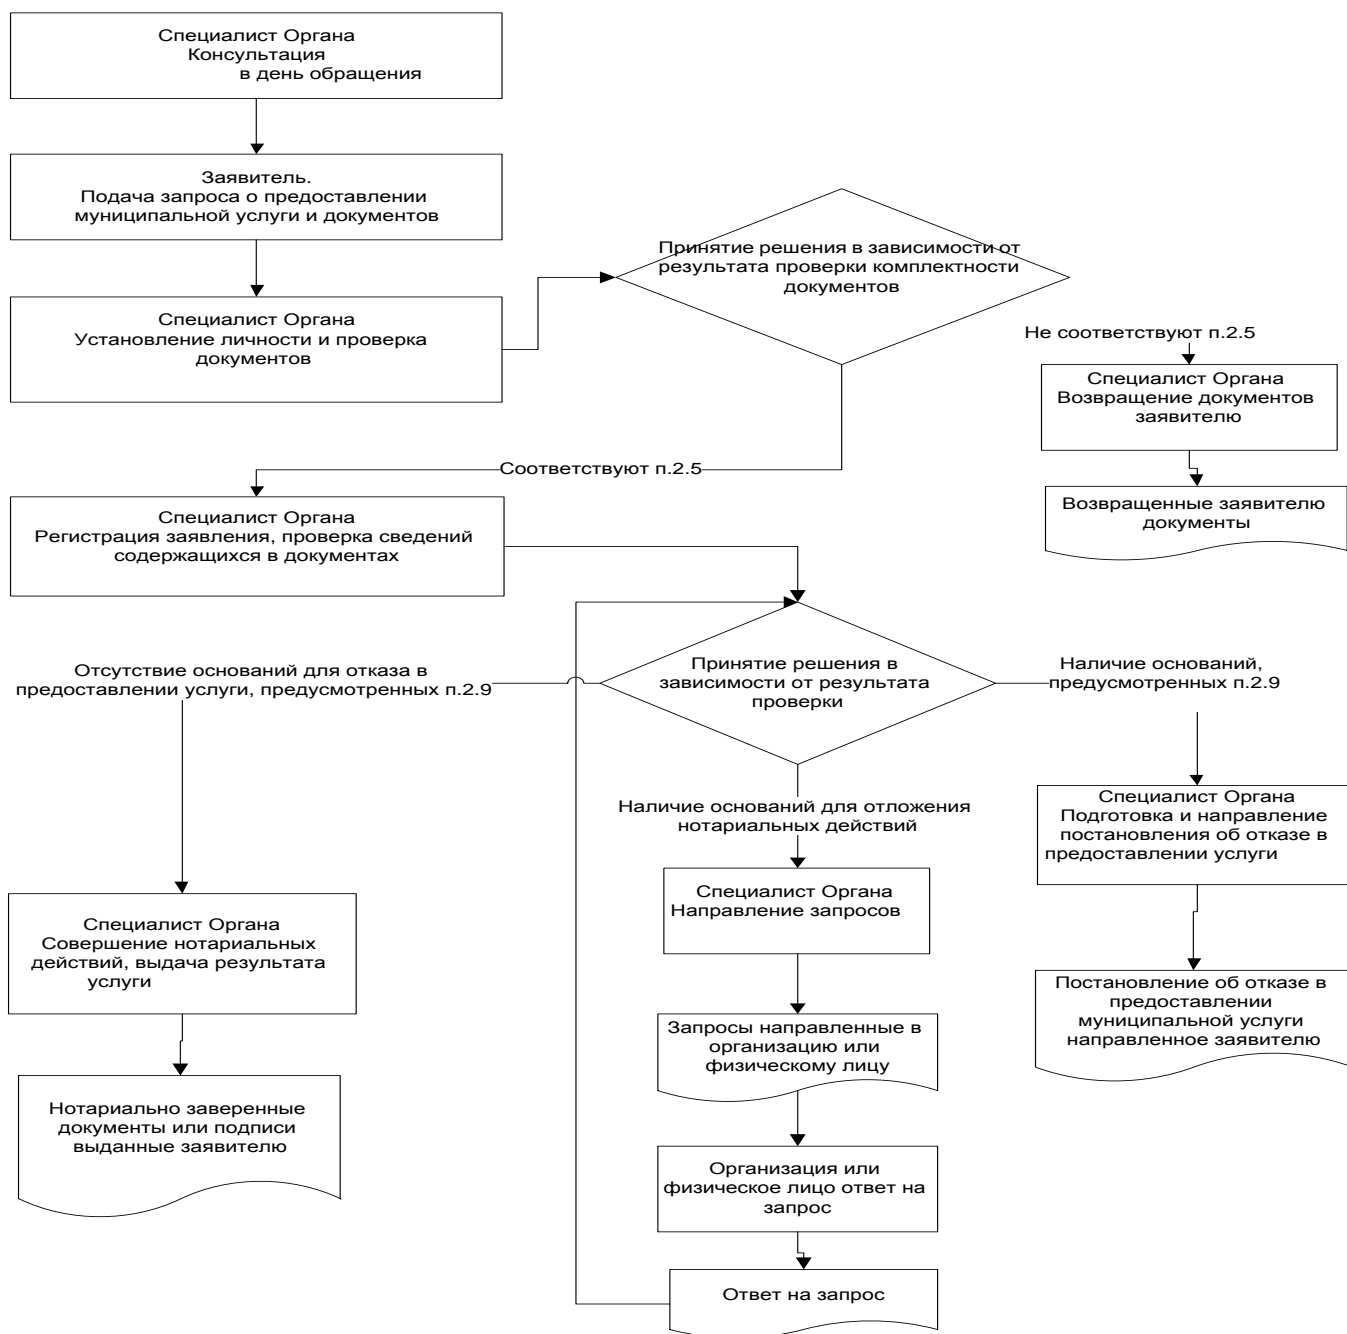 Специалист Органа
Консультация
в день обращения
Заявитель.
Подача запроса о предоставлении
муниципальной услуги и документов
Специалист Органа
Установление личности и проверка
документов
Принятие решения в зависимости от
результата проверки комплектности
документов
Не соответствуют п.2.5
Специалист Органа
Возвращение документов
заявителю
Возвращенные заявителю
документы
Соответствуют п.2.5
Специалист Органа
Регистрация заявления, проверка сведений
содержащихся в документах
Принятие решения в
зависимости от результата
проверки
Отсутствие оснований для отказа в
предоставлении услуги, предусмотренных п.2.9
Наличие оснований,
предусмотренных п.2.9
Наличие оснований для отложения
нотариальных действий
Специалист Органа
Подготовка и направление
постановления об отказе в
предоставлении услуги
Специалист Органа
Направление запросов
Специалист Органа
Совершение нотариальных
действий, выдача результата
услуги
Постановление об отказе в
предоставлении
муниципальной услуги
направленное заявителю
Запросы направленные в
организацию или
физическому лицу
Нотариально заверенные
документы или подписи
выданные заявителю
Организация или
физическое лицо ответ на
запрос
Ответ на запрос